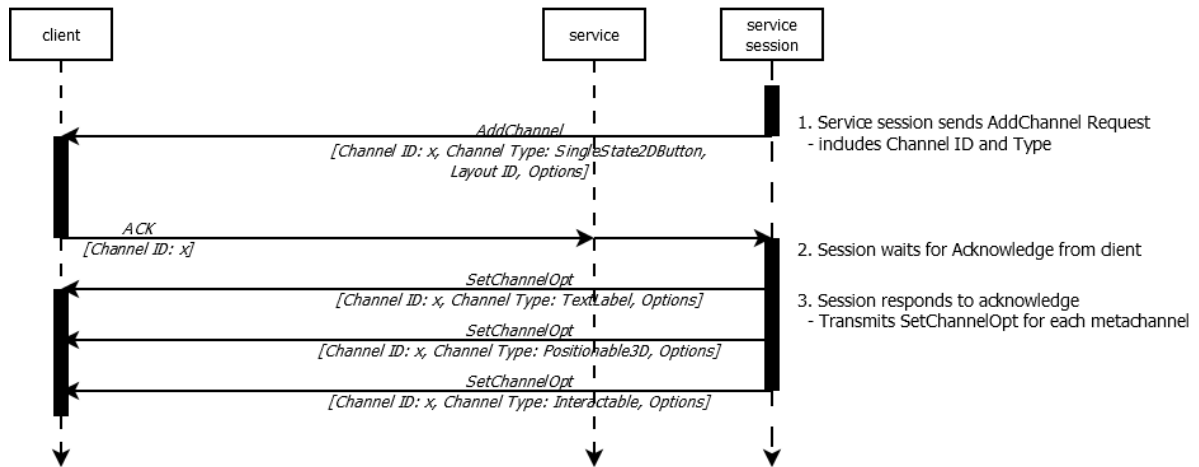 client
service
service
session
AddChannel
[Channel ID: x, Channel Type: SingleState2DButton,
Layout ID, Options]
1. Service session sends AddChannel Request
- includes Channel ID and Type
ACK
[Channel ID: x]
2. Session waits for Acknowledge from client
SetChannelOpt
[Channel ID: x, Channel Type: TextLabel, Options]
3. Session responds to acknowledge
- Transmits SetChannelOpt for each metachannel
SetChannelOpt
[Channel ID: x, Channel Type: Positionable3D, Options]
SetChannelOpt
[Channel ID: x, Channel Type: Interactable, Options]